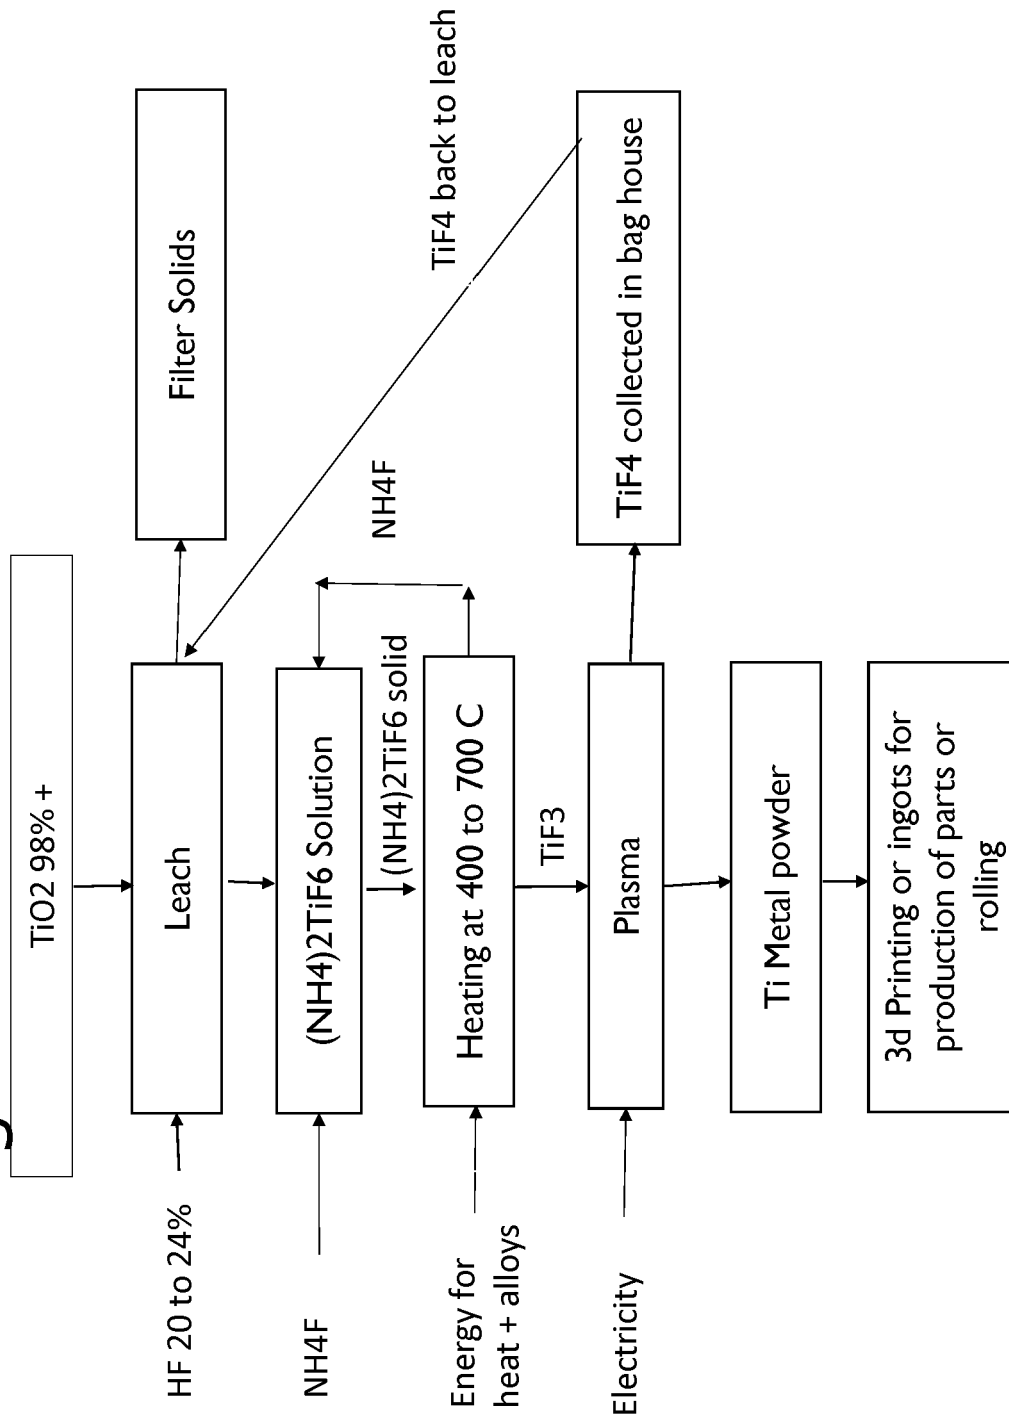 TiO2 98% +
HF 20 to 24%
Leach
Filter Solids
NH4F
(NH4)2TiF6 Solution
NH4F
TiF4 back to leach
(NH4)2TiF6 solid
Energy for
heat + alloys
Heating at 400 to 700 C
TiF3
Electricity
Plasma
TiF4 collected in bag house
Ti Metal powder
3d Printing or ingots for
production of parts or
rolling